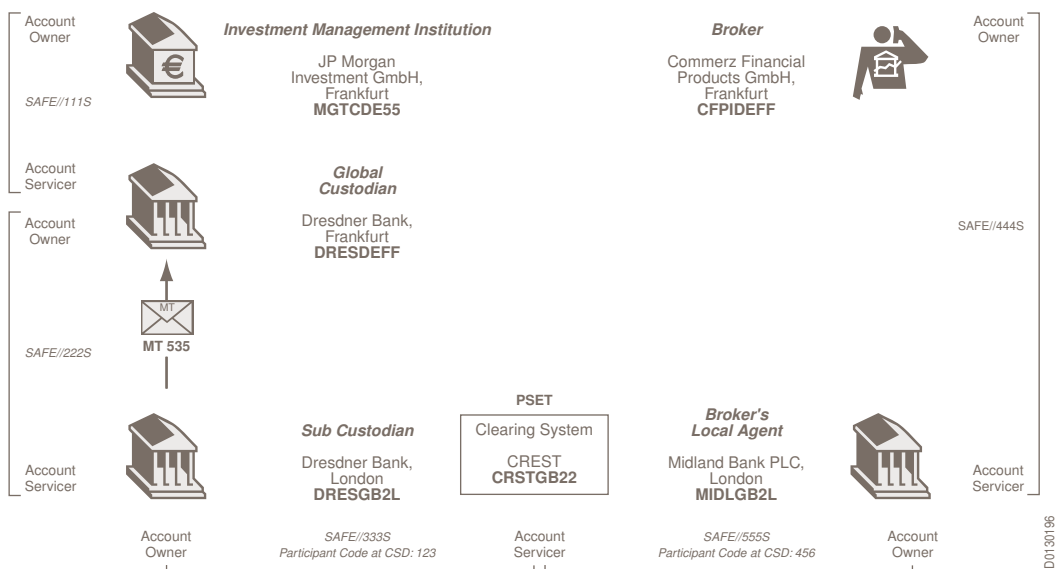 Account
Owner
Investment Management Institution
Broker
Account
Owner
€
JP Morgan
Investment GmbH,
Frankfurt
MGTCDE55
Commerz Financial
Products GmbH,
Frankfurt
CFPIDEFF
SAFE//111S
Account
Servicer
Global
Custodian
Account
Owner
Dresdner Bank,
Frankfurt
DRESDEFF
SAFE//444S
MT
MT 535
SAFE//222S
PSET
Sub Custodian
Clearing System
Broker's
Local Agent
Account
Servicer
Dresdner Bank,
London
DRESGB2L
CREST
CRSTGB22
Midland Bank PLC,
London
MIDLGB2L
Account
Servicer
Account
Owner
SAFE//333S
Participant Code at CSD: 123
Account
Servicer
SAFE//555S
Participant Code at CSD: 456
Account
Owner
D0130196